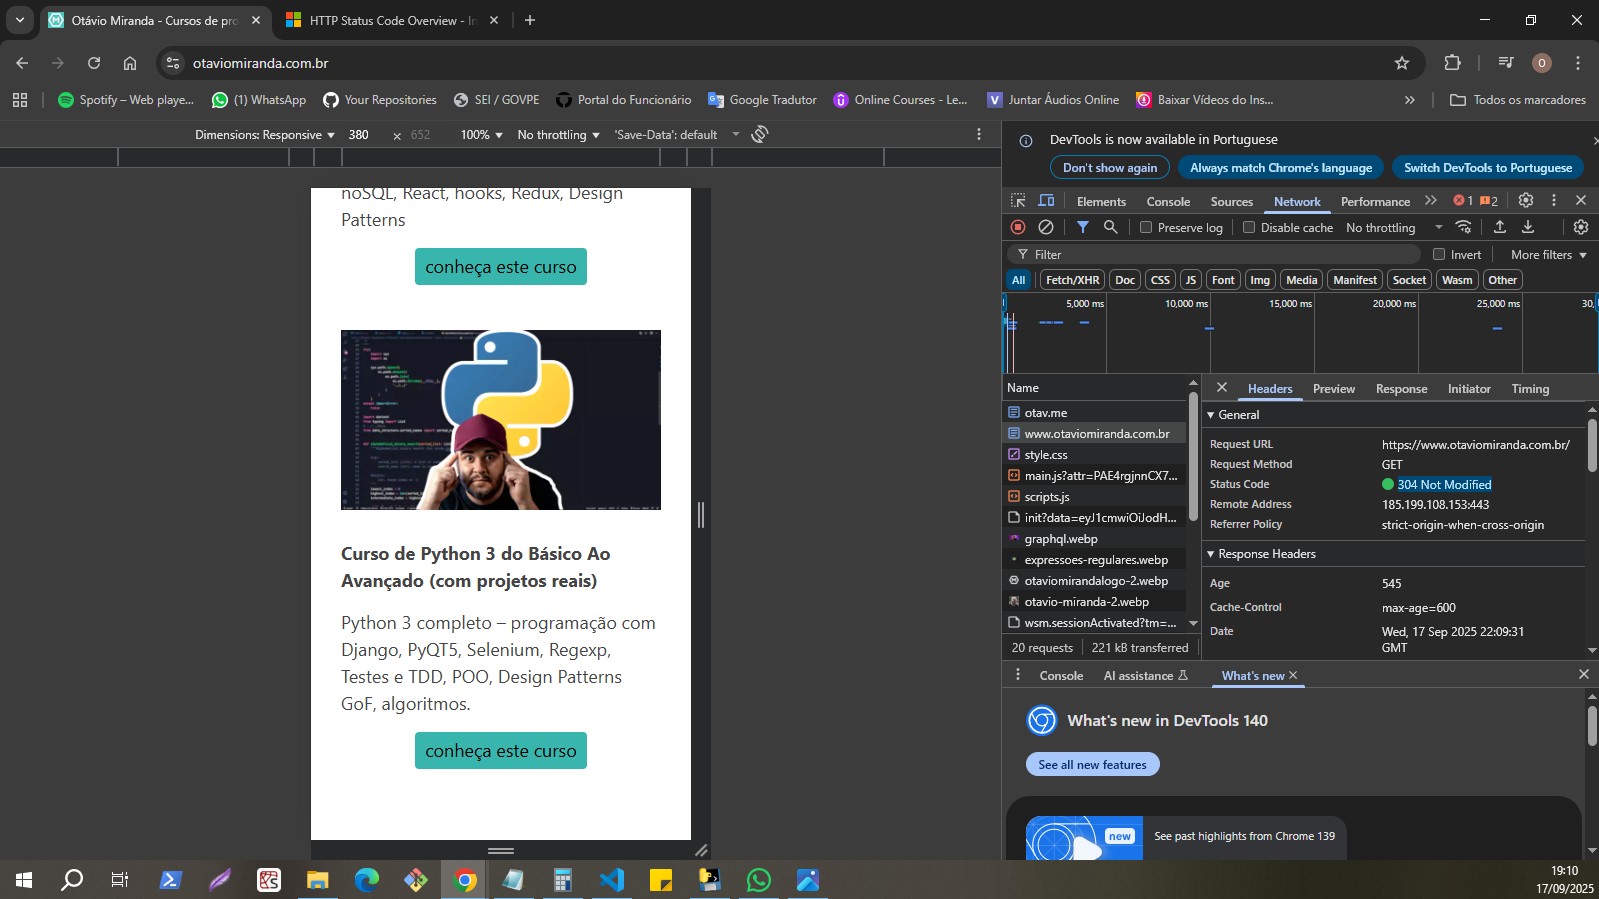 Otávio Miranda - Cursos de pro
HTTP Status Code Overview - In
otaviomiranda.com.br
Spotify – Web playe...
(1) WhatsApp
Your Repositories
SEI / GOVPE
Portal do Funcionário
Google Tradutor
Online Courses - Le...
Juntar Áudios Online
Baixar Vídeos do Ins...
Todos os marcadores
Dimensions: Responsive
380
×
652
100%
No throttling
'Save-Data': default
noSQL, React, hooks, Redux, Design
Patterns
conheça este curso
Curso de Python 3 do Básico Ao
Avançado (com projetos reais)
Python 3 completo – programação com
Django, PyQT5, Selenium, Regexp,
Testes e TDD, POO, Design Patterns
GoF, algoritmos.
conheça este curso
DevTools is now available in Portuguese
Don't show again
Always match Chrome's language
Switch DevTools to Portuguese
Elements
Console
Sources
Network
Performance
1
2
Preserve log
Disable cache
No throttling
Filter
Invert
More filters
All
Fetch/XHR
Doc
CSS
JS
Font
Img
Media
Manifest
Socket
Wasm
Other
5,000 ms
10,000 ms
15,000 ms
20,000 ms
25,000 ms
30,
Name
otav.me
www.otaviomiranda.com.br
style.css
main.js?attr=PAE4rgjnnCX7...
scripts.js
init?data=eyJ1cmwiOiJodH...
graphql.webp
expressoes-regulares.webp
otaviomirandalogo-2.webp
otavio-miranda-2.webp
wsm.sessionActivated?tm=...
20 requests
221 kB transferred
Headers
Preview
Response
Initiator
Timing
General
Request URL
https://www.otaviomiranda.com.br/
Request Method
GET
Status Code
304 Not Modified
Remote Address
185.199.108.153:443
Referrer Policy
strict-origin-when-cross-origin
Response Headers
Age
545
Cache-Control
max-age=600
Date
Wed, 17 Sep 2025 22:09:31
GMT
Console
AI assistance
What's new
What's new in DevTools 140
See all new features
new
See past highlights from Chrome 139
19:10
17/09/2025